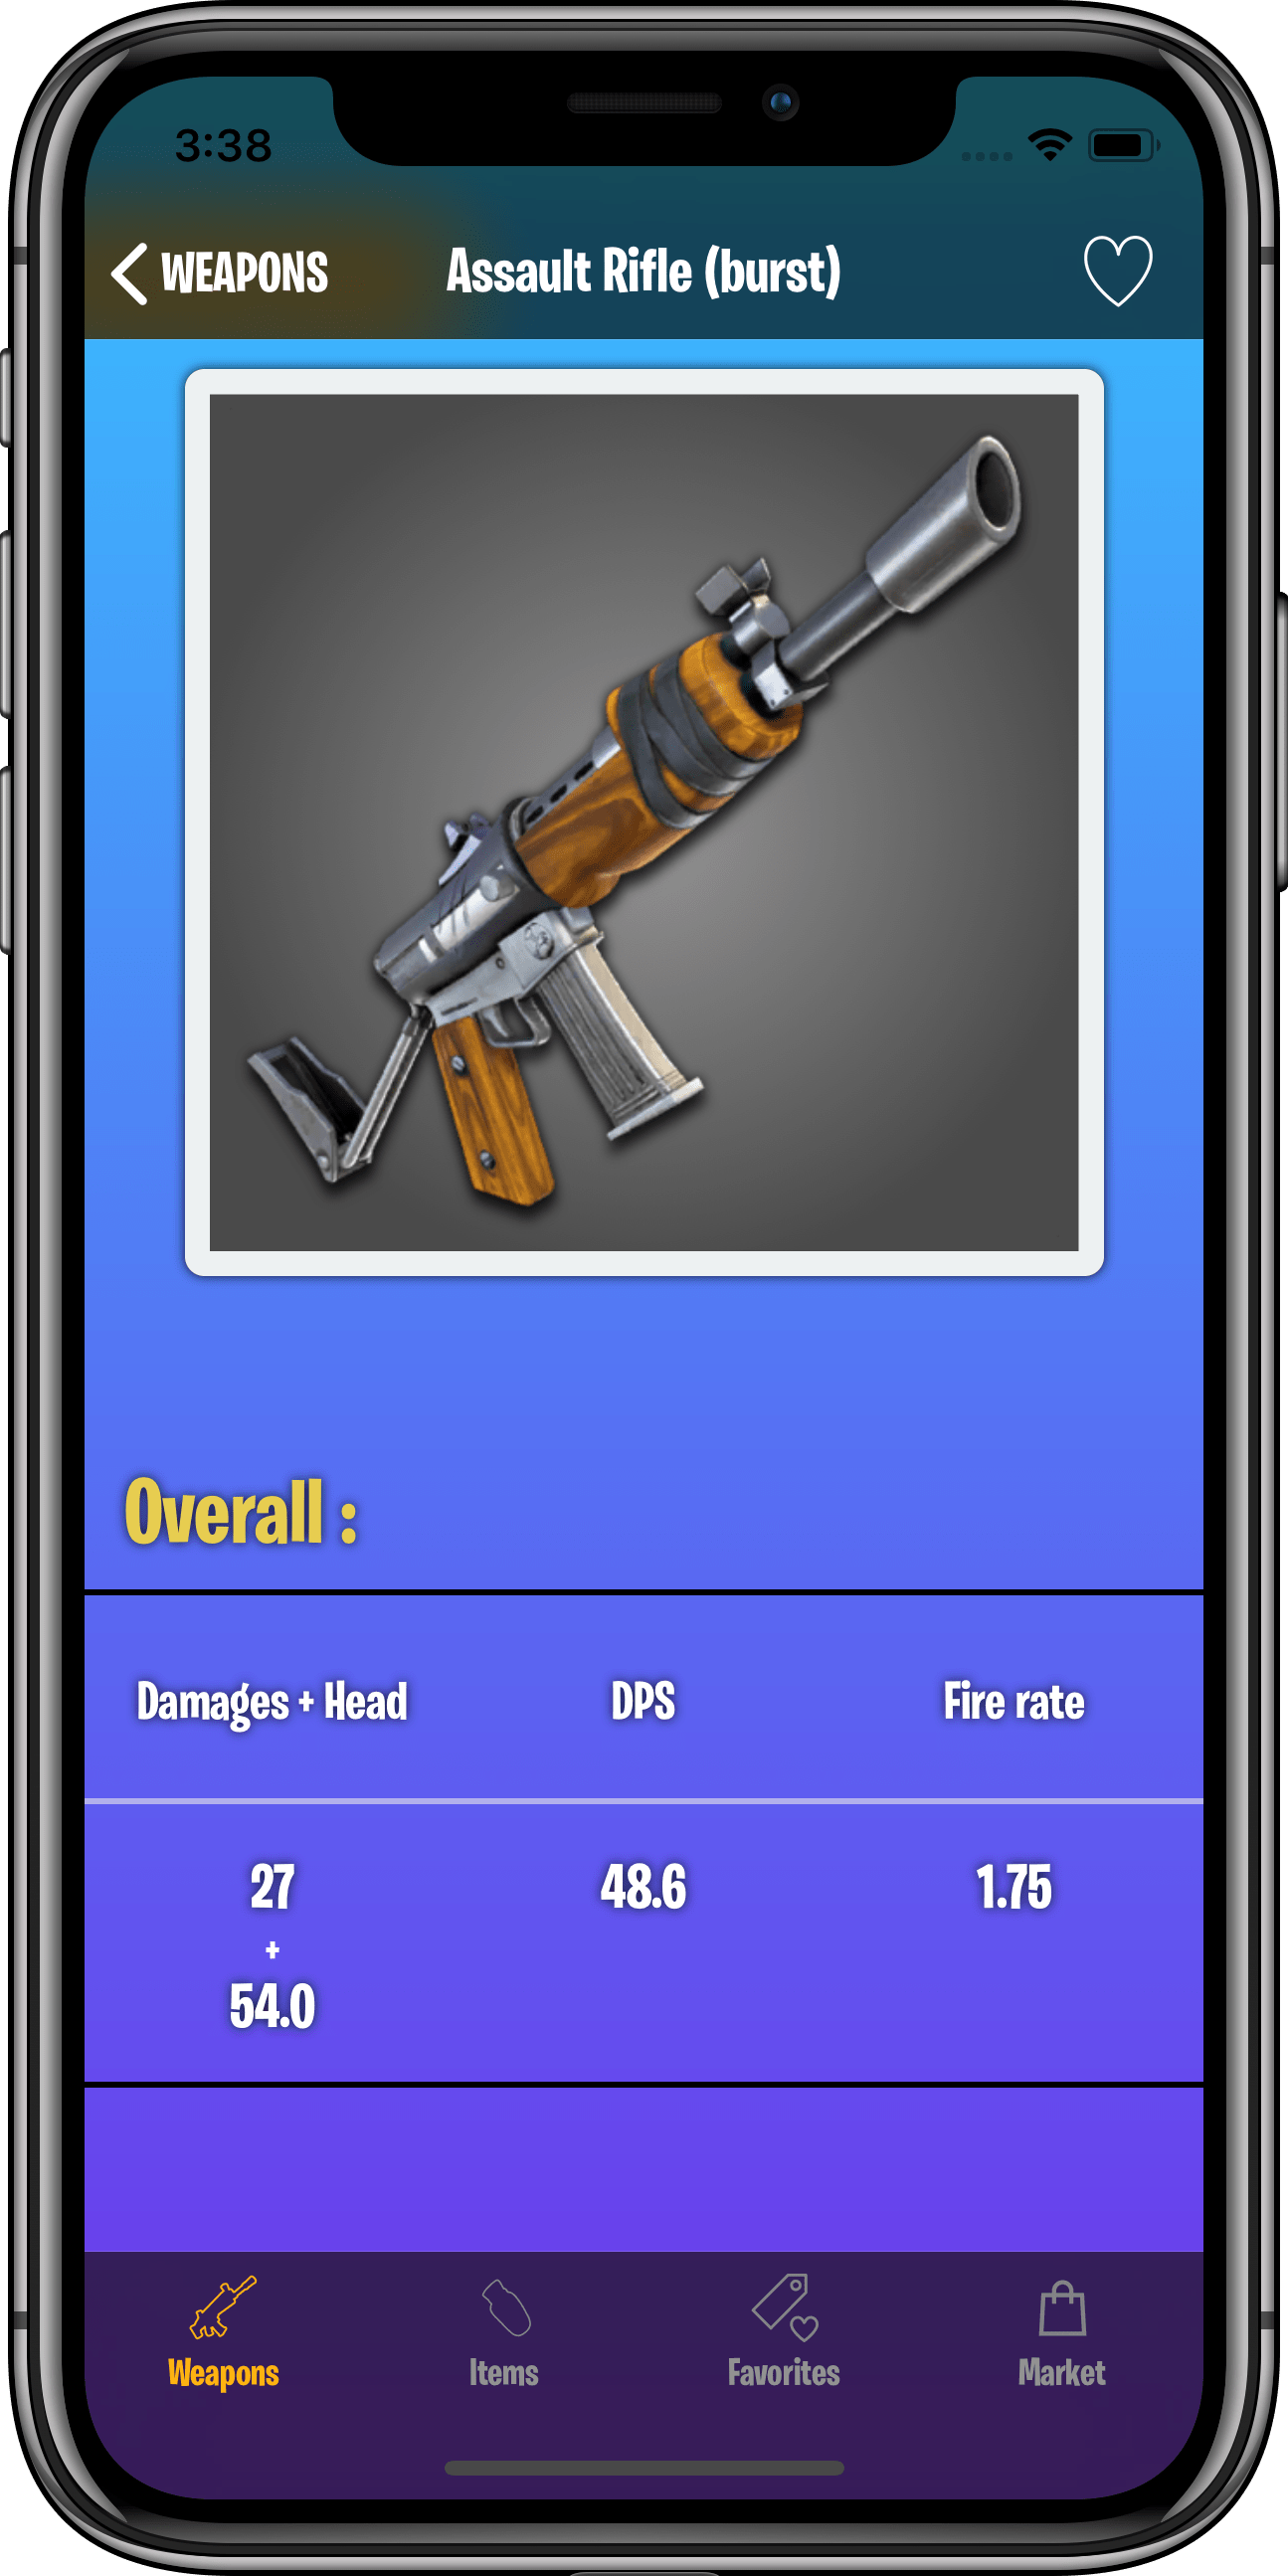 3:38
WEAPONS Assault Rifle (burst)
Overall :
Damages + Head DPS Fire rate
27 48.6 1.75
+
54.0
Weapons Items Favorites Market